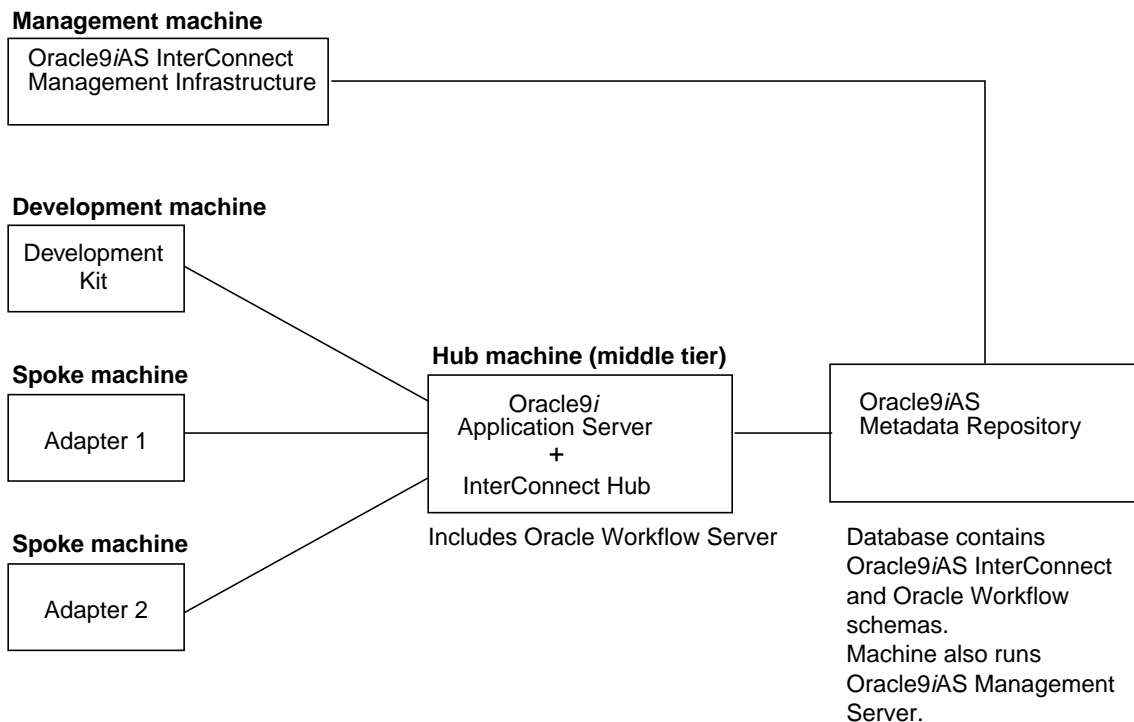 Management machine
Oracle9iAS InterConnect
Management Infrastructure
Development machine
Development
Kit
Spoke machine
Adapter 1
Spoke machine
Adapter 2
Hub machine (middle tier)
Oracle9i
Application Server
+
InterConnect Hub
Includes Oracle Workflow Server
Oracle9iAS
Metadata Repository
Database contains
Oracle9iAS InterConnect
and Oracle Workflow
schemas.
Machine also runs
Oracle9iAS Management
Server.